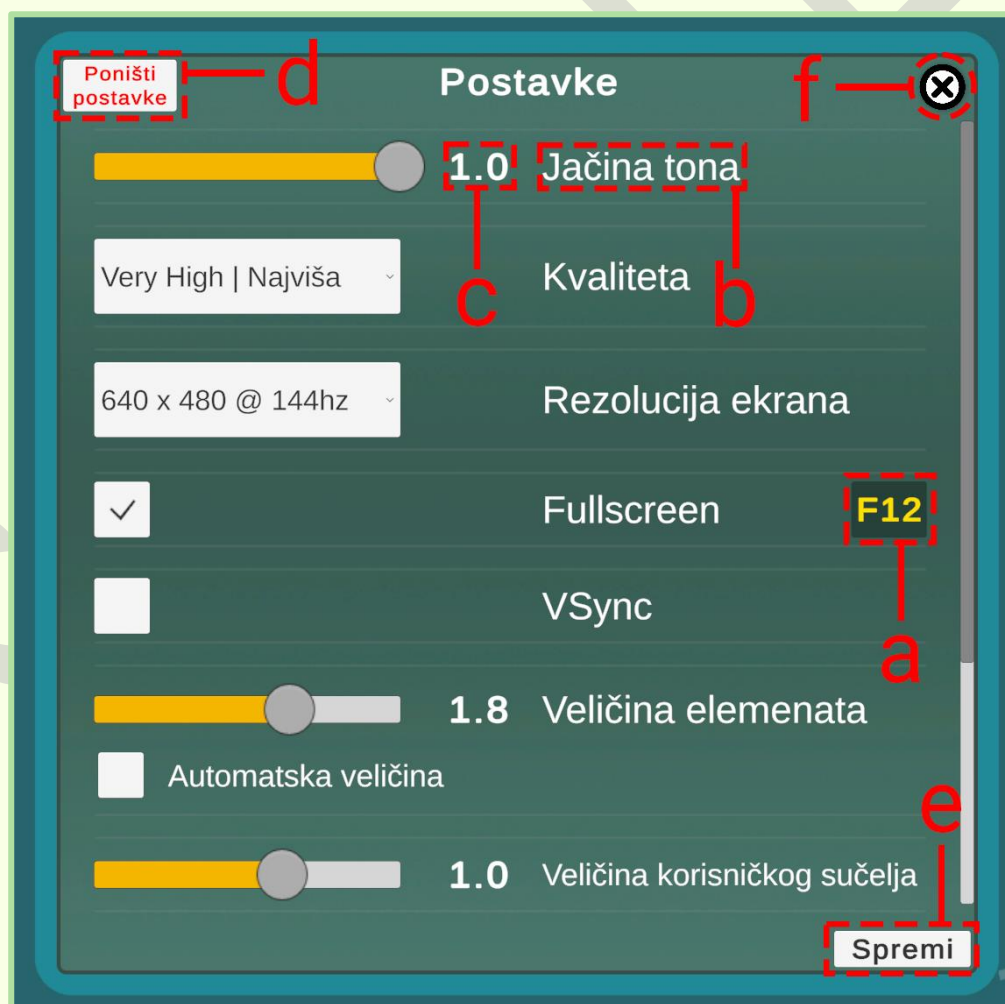 Poništi
postavke
d
Postavke
f
1.0 Jačina tona
Very High | Najviša
c
Kvaliteta
b
640 x 480 @ 144hz
Rezolucija ekrana
Fullscreen
F12
VSync
a
1.8 Veličina elemenata
Automatska veličina
e
1.0 Veličina korisničkog sučelja
Spremi